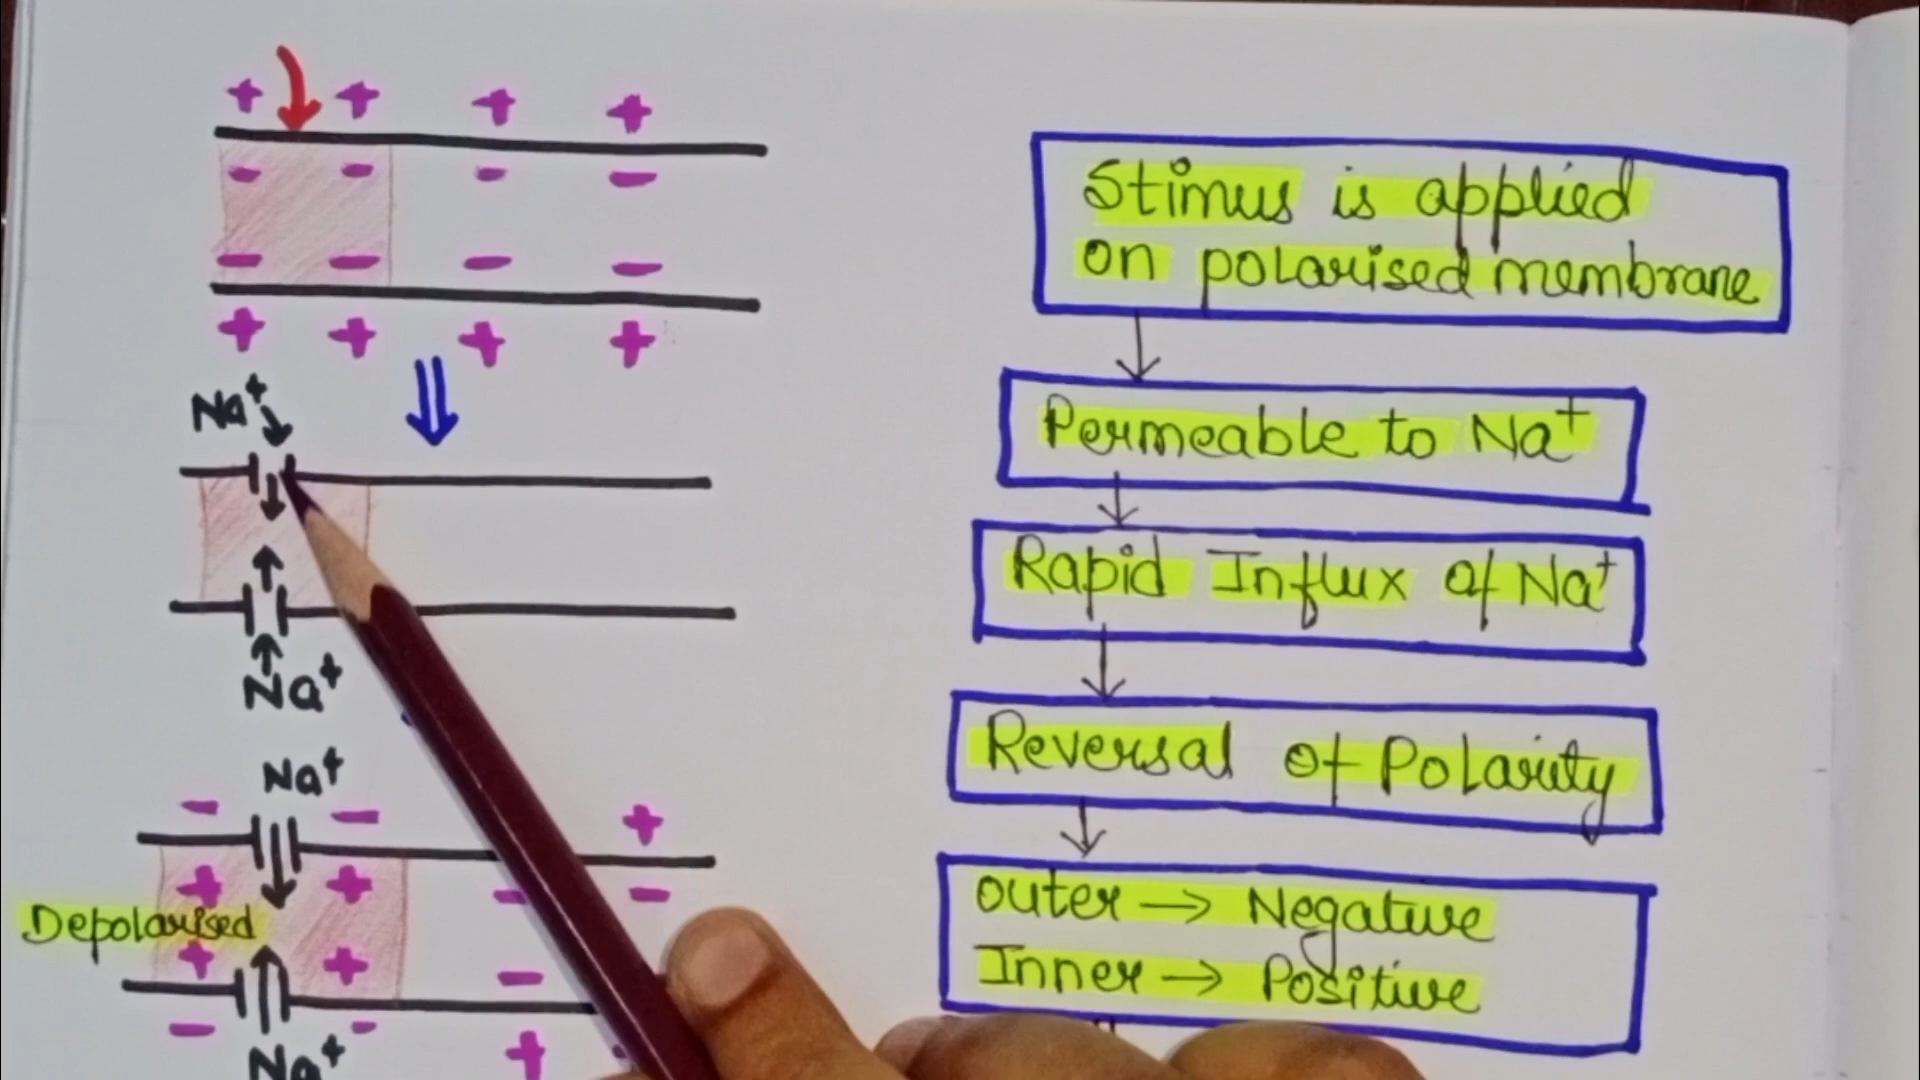 + + + +
- - - -
- - - -
+ + + +
Na+
Na+
Na+
- - +
+ + - -
Depolarised
+ + -
- - +
Na+
Stimus is applied
on polarised membrane
Permeable to Na+
Rapid Influx of Na+
Reversal of Polarity
outer → Negative
Inner → Positive